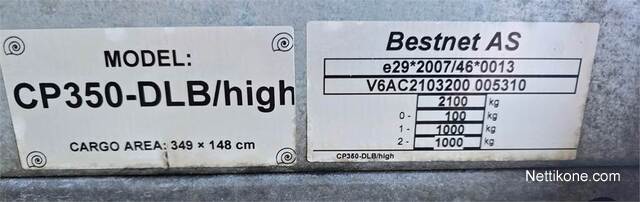 MODEL:
CP350-DLB/high
CARGO AREA: 349 × 148 cm
Bestnet AS
e29*2007/46*0013
V6AC2103200 005310
2100 kg
0- 100 kg
1- 1000 kg
2- 1000 kg
CP350-DLB/high
Nettikone.com